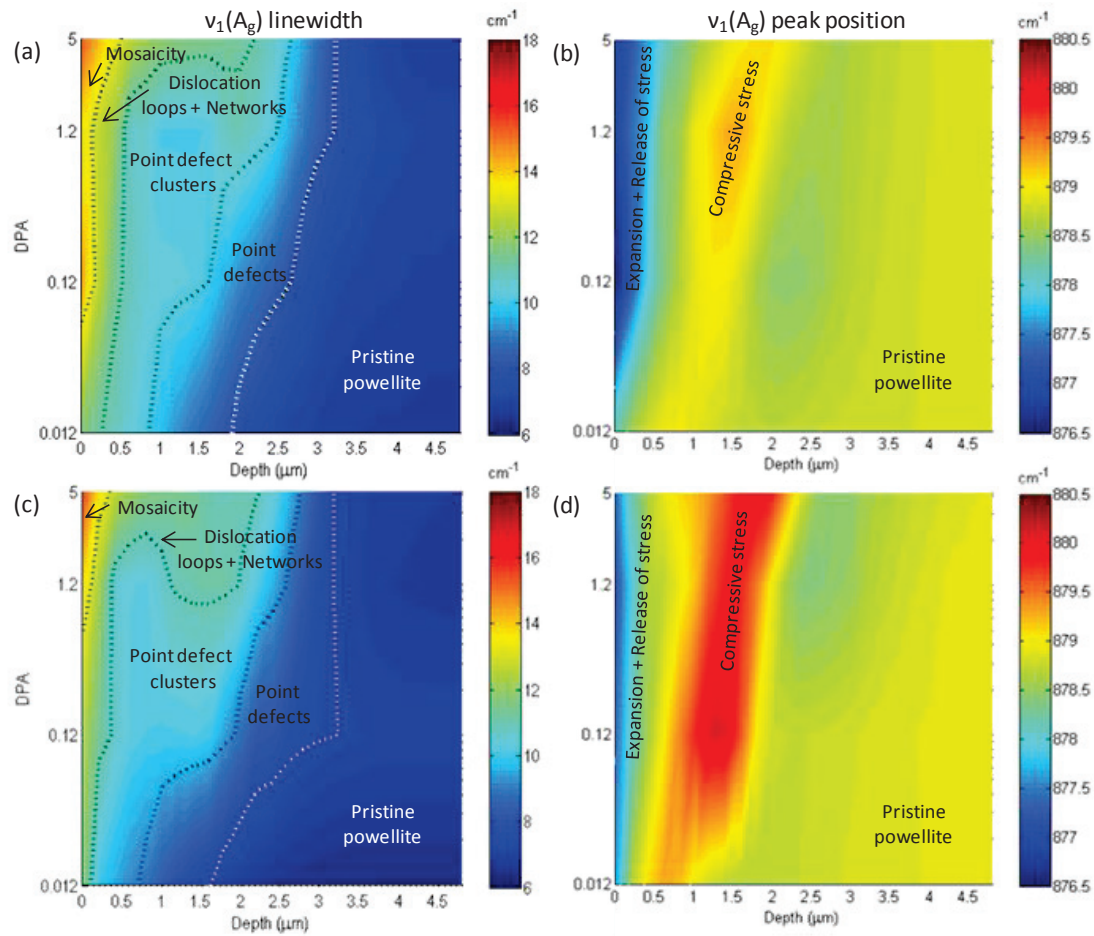 ν₁(A_g) linewidth
ν₁(A_g) peak position
(a)
cm⁻¹
Mosaicity
Dislocation
loops + Networks
Point defect
clusters
Point
defects
Pristine
powellite
DPA
5
1.2
0.12
0.012
0 0.5 1 1.5 2 2.5 3 3.5 4 4.5
Depth (μm)
18
16
14
12
10
8
6
(b)
cm⁻¹
Expansion + Release of stress
Compressive stress
Pristine
powellite
5
1.2
0.12
0.012
0 0.5 1 1.5 2 2.5 3 3.5 4 4.5
Depth (μm)
880.5
880
879.5
879
878.5
878
877.5
877
876.5
(c)
cm⁻¹
Mosaicity
Dislocation
loops + Networks
Point defect
clusters
Point
defects
Pristine
powellite
DPA
5
1.2
0.12
0.012
0 0.5 1 1.5 2 2.5 3 3.5 4 4.5
Depth (μm)
18
16
14
12
10
8
6
(d)
cm⁻¹
Expansion + Release of stress
Compressive stress
Pristine
powellite
5
1.2
0.12
0.012
0 0.5 1 1.5 2 2.5 3 3.5 4 4.5
Depth (μm)
880.5
880
879.5
879
878.5
878
877.5
877
876.5